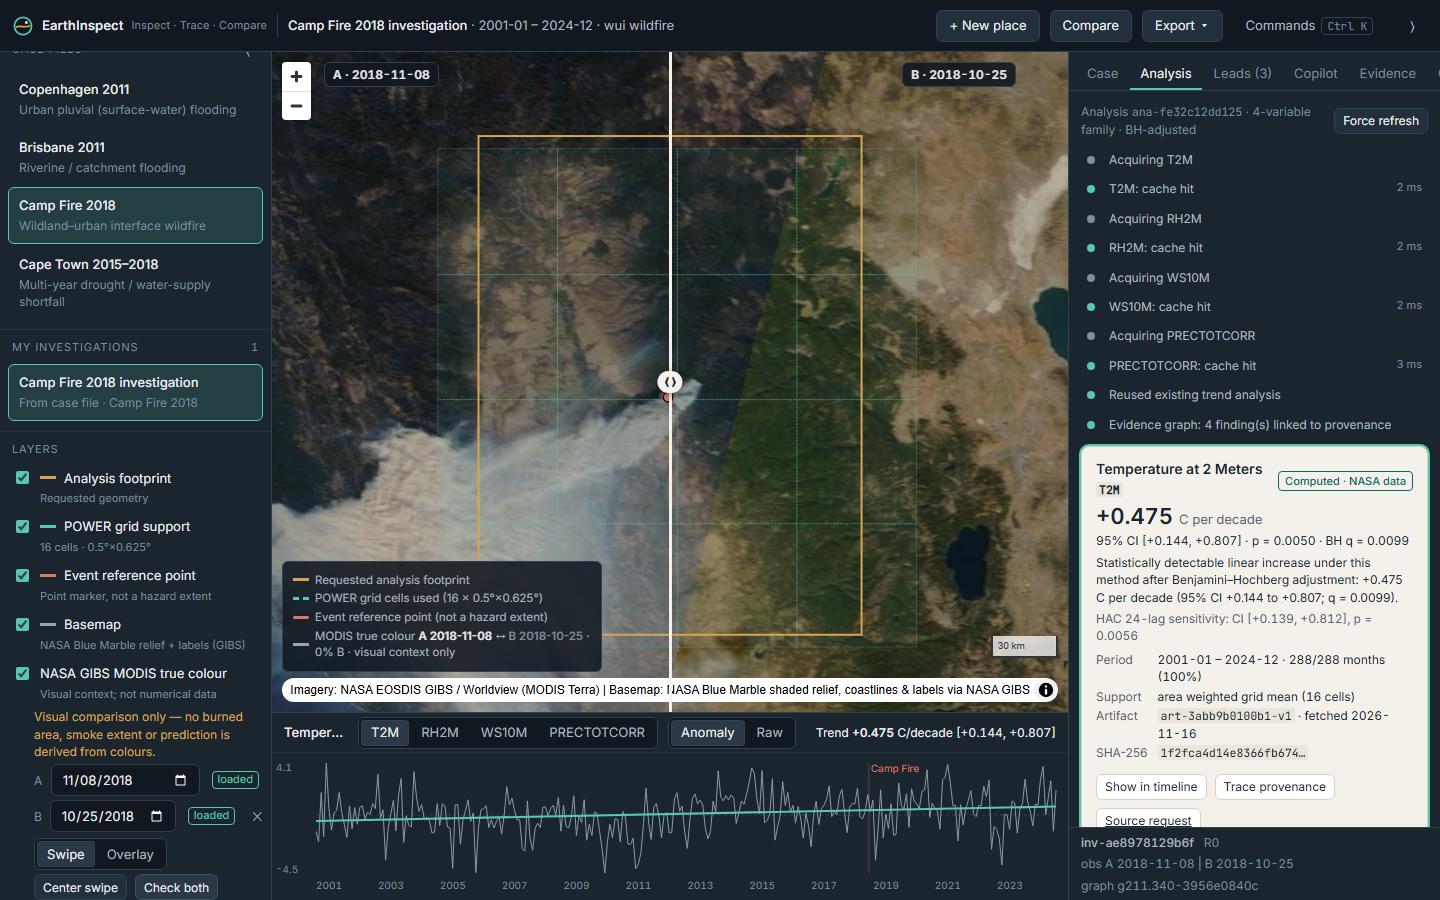 EarthInspect
Inspect · Trace · Compare
Camp Fire 2018 investigation · 2001-01 – 2024-12 · wui wildfire
+ New place
Compare
Export
Commands Ctrl K
Copenhagen 2011
Urban pluvial (surface-water) flooding
Brisbane 2011
Riverine / catchment flooding
Camp Fire 2018
Wildland–urban interface wildfire
Cape Town 2015–2018
Multi-year drought / water-supply
shortfall
MY INVESTIGATIONS 1
Camp Fire 2018 investigation
From case file · Camp Fire 2018
LAYERS
Analysis footprint
Requested geometry
POWER grid support
16 cells · 0.5°×0.625°
Event reference point
Point marker, not a hazard extent
Basemap
NASA Blue Marble relief + labels (GIBS)
NASA GIBS MODIS true colour
Visual context; not numerical data
Visual comparison only — no burned
area, smoke extent or prediction is
derived from colours.
A 11/08/2018 loaded
B 10/25/2018 loaded
Swipe Overlay
Center swipe Check both
A · 2018-11-08
B · 2018-10-25
Requested analysis footprint
POWER grid cells used (16 × 0.5°×0.625°)
Event reference point (not a hazard extent)
MODIS true colour A 2018-11-08 ↔ B 2018-10-25 ·
0% B · visual context only
30 km
Imagery: NASA EOSDIS GIBS / Worldview (MODIS Terra) | Basemap: NASA Blue Marble shaded relief, coastlines & labels via NASA GIBS
Temper... T2M RH2M WS10M PRECTOTCORR Anomaly Raw Trend +0.475 C/decade [+0.144, +0.807]
4.1
Camp Fire
-4.5
2001 2003 2005 2007 2009 2011 2013 2015 2017 2019 2021 2023
Case Analysis Leads (3) Copilot Evidence
Analysis ana-fe32c12dd125 · 4-variable
family · BH-adjusted
Force refresh
Acquiring T2M
T2M: cache hit 2 ms
Acquiring RH2M
RH2M: cache hit 2 ms
Acquiring WS10M
WS10M: cache hit 2 ms
Acquiring PRECTOTCORR
PRECTOTCORR: cache hit 3 ms
Reused existing trend analysis
Evidence graph: 4 finding(s) linked to provenance
Temperature at 2 Meters
T2M
Computed · NASA data
+0.475 C per decade
95% CI [+0.144, +0.807] · p = 0.0050 · BH q = 0.0099
Statistically detectable linear increase under this
method after Benjamini–Hochberg adjustment: +0.475
C per decade (95% CI +0.144 to +0.807; q = 0.0099).
HAC 24-lag sensitivity: CI [+0.139, +0.812], p =
0.0056
Period 2001-01 – 2024-12 · 288/288 months
(100%)
Support area weighted grid mean (16 cells)
Artifact art-3abb9b0100b1-v1 · fetched 2026-
11-16
SHA-256 1f2fca4d14e8366fb674…
Show in timeline Trace provenance
Source request
inv-ae8978129b6f R0
obs A 2018-11-08 | B 2018-10-25
graph g211.340-3956e0840c